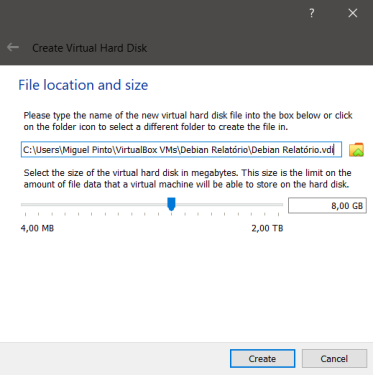 ?
Create Virtual Hard Disk
File location and size
Please type the name of the new virtual hard disk file into the box below or click
on the folder icon to select a different folder to create the file in.
C:\Users\Miguel Pinto\VirtualBox VMs\Debian Relatório\Debian Relatório.vdi
Select the size of the virtual hard disk in megabytes. This size is the limit on the
amount of file data that a virtual machine will be able to store on the hard disk.
8,00 GB
4,00 MB 2,00 TB
Create Cancel